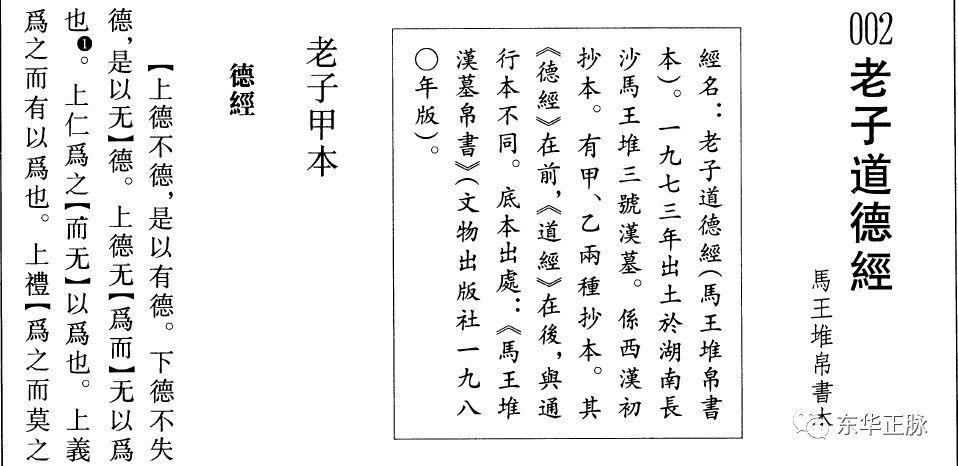 002老子道德經
馬王堆帛書本
經名：老子道德經（馬王堆帛書
本）。一九七三年出土於湖南長
沙馬王堆三號漢墓。係西漢初
抄本。有甲、乙兩種抄本。其
《德經》在前，《道經》在後，與通
行本不同。底本出處：《馬王堆
漢墓帛書》（文物出版社一九八
〇年版）。
老子甲本
德經
【上德不德，是以有德。下德不失
德，是以无】德。上德无【爲而】无以爲
也❶。上仁爲之【而无】以爲也。上義
爲之而有以爲也。上禮【爲之而莫之
东华正脉